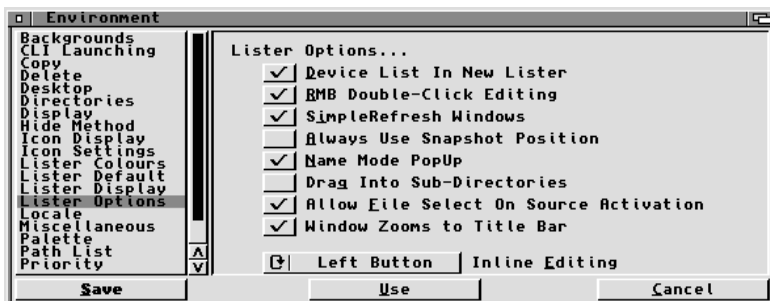 Environment
Backgrounds
CLI Launching
Copy
Delete
Desktop
Directories
Display
Hide Method
Icon Display
Icon Settings
Lister Colours
Lister Default
Lister Display
Lister Options
Locale
Miscellaneous
Palette
Path List
Priority
Lister Options...
Device List In New Lister
RMB Double-Click Editing
SimpleRefresh Windows
Always Use Snapshot Position
Name Mode PopUp
Drag Into Sub-Directories
Allow File Select On Source Activation
Window Zooms to Title Bar
Left Button Inline Editing
Save Use Cancel